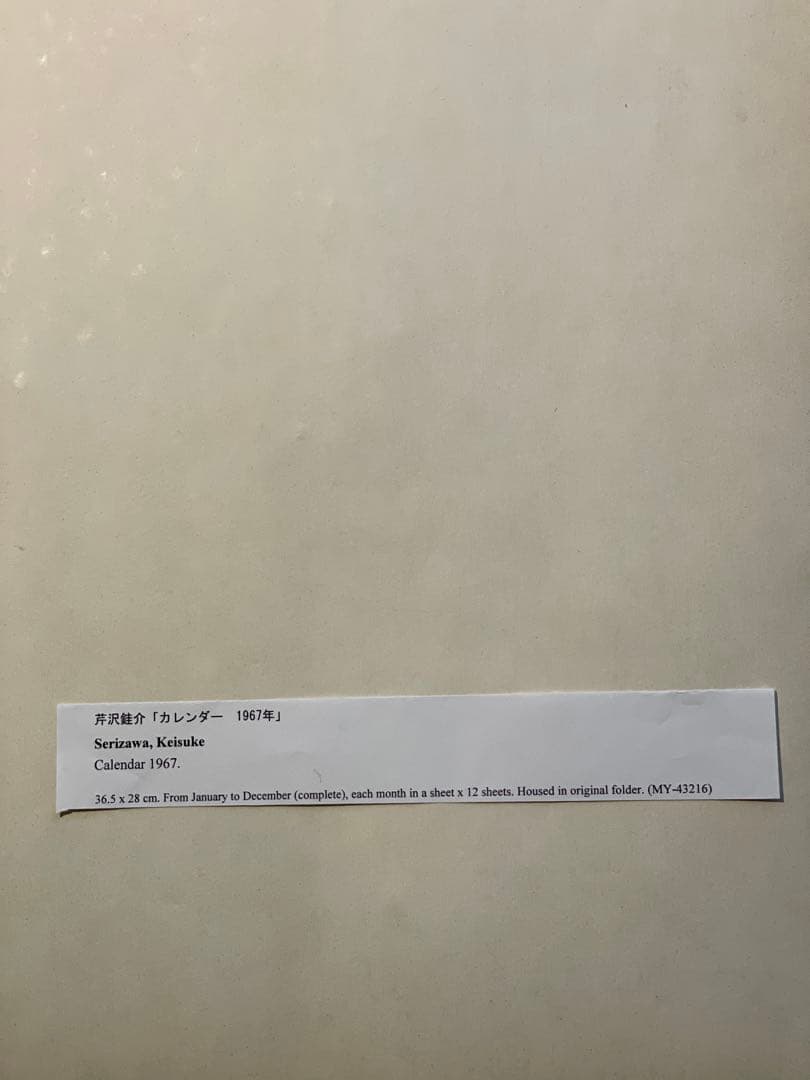 芹沢銈介「カレンダー　1967年」
Serizawa, Keisuke
Calendar 1967.
36.5 x 28 cm. From January to December (complete), each month in a sheet x 12 sheets. Housed in original folder. (MY-43216)